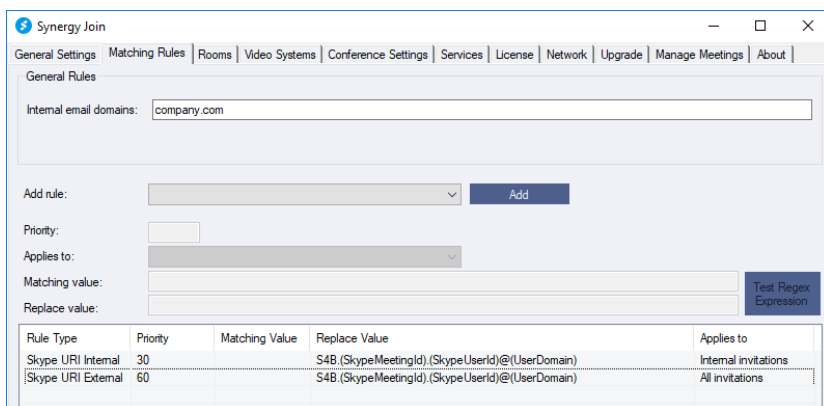 Synergy Join
General Settings Matching Rules Rooms Video Systems Conference Settings Services License Network Upgrade Manage Meetings About
General Rules
Internal email domains: company.com
Add rule: Add
Priority:
Applies to:
Matching value:
Test Regex
Expression
Replace value:
Rule Type Priority Matching Value Replace Value Applies to
Skype URI Internal 30 S4B.(SkypeMeetingId).(SkypeUserId)@(UserDomain) Internal invitations
Skype URI External 60 S4B.(SkypeMeetingId).(SkypeUserId)@(UserDomain) All invitations